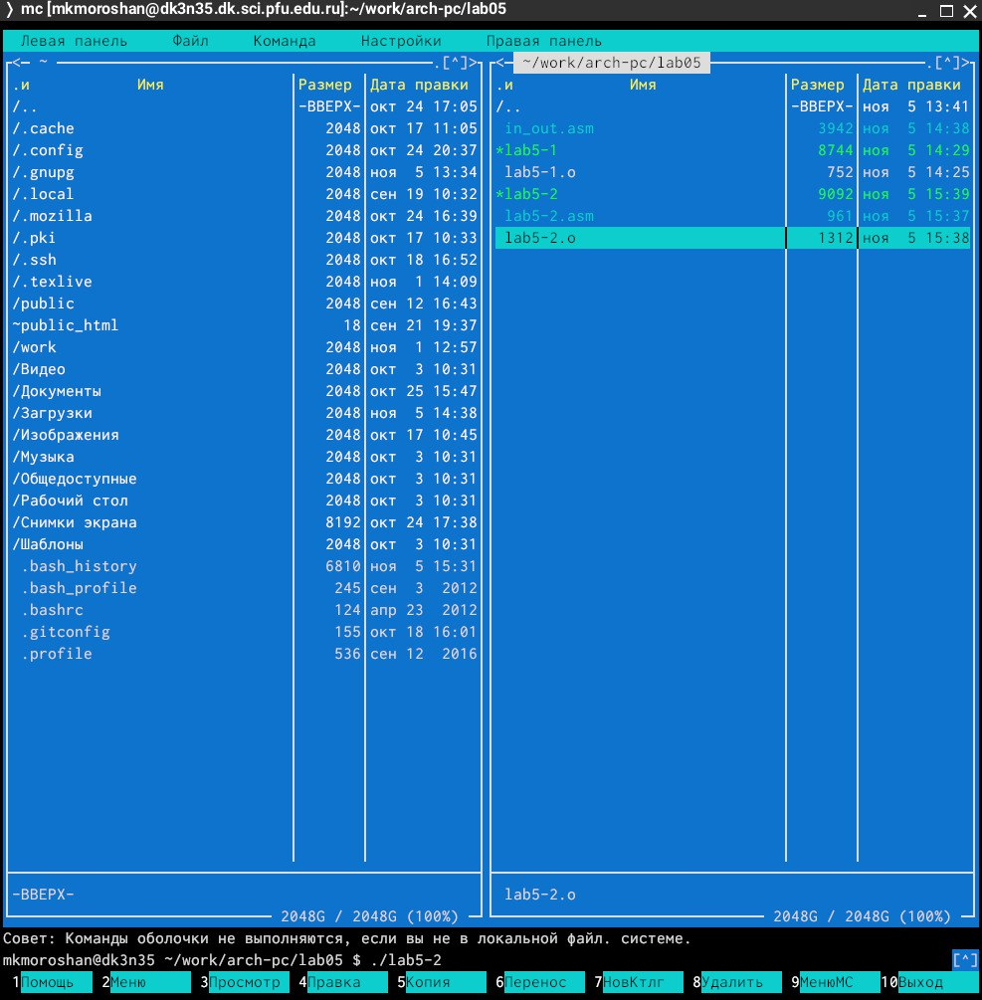 ❭ mc [mkmoroshan@dk3n35.dk.sci.pfu.edu.ru]:~/work/arch-pc/lab05
Левая панель Файл Команда Настройки Правая панель
<─ ~ .[^]>
.и Имя Размер Дата правки
/.. -ВВЕРХ- окт 24 17:05
/.cache 2048 окт 17 11:05
/.config 2048 окт 24 20:37
/.gnupg 2048 ноя 5 13:34
/.local 2048 сен 19 10:32
/.mozilla 2048 окт 24 16:39
/.pki 2048 окт 17 10:33
/.ssh 2048 окт 18 16:52
/.texlive 2048 ноя 1 14:09
/public 2048 сен 12 16:43
~public_html 18 сен 21 19:37
/work 2048 ноя 1 12:57
/Видео 2048 окт 3 10:31
/Документы 2048 окт 25 15:47
/Загрузки 2048 ноя 5 14:38
/Изображения 2048 окт 17 10:45
/Музыка 2048 окт 3 10:31
/Общедоступные 2048 окт 3 10:31
/Рабочий стол 2048 окт 3 10:31
/Снимки экрана 8192 окт 24 17:38
/Шаблоны 2048 окт 3 10:31
.bash_history 6810 ноя 5 15:31
.bash_profile 245 сен 3 2012
.bashrc 124 апр 23 2012
.gitconfig 155 окт 18 16:01
.profile 536 сен 12 2016
-ВВЕРХ-
2048G / 2048G (100%)
<─ ~/work/arch-pc/lab05 .[^]>
.и Имя Размер Дата правки
/.. -ВВЕРХ- ноя 5 13:41
in_out.asm 3942 ноя 5 14:38
*lab5-1 8744 ноя 5 14:29
lab5-1.o 752 ноя 5 14:25
*lab5-2 9092 ноя 5 15:39
lab5-2.asm 961 ноя 5 15:37
lab5-2.o 1312 ноя 5 15:38
lab5-2.o
2048G / 2048G (100%)
Совет: Команды оболочки не выполняются, если вы не в локальной файл. системе.
mkmoroshan@dk3n35 ~/work/arch-pc/lab05 $ ./lab5-2 [^]
1Помощь 2Меню 3Просмотр 4Правка 5Копия 6Перенос 7НовКтлг 8Удалить 9МенюMC 10Выход